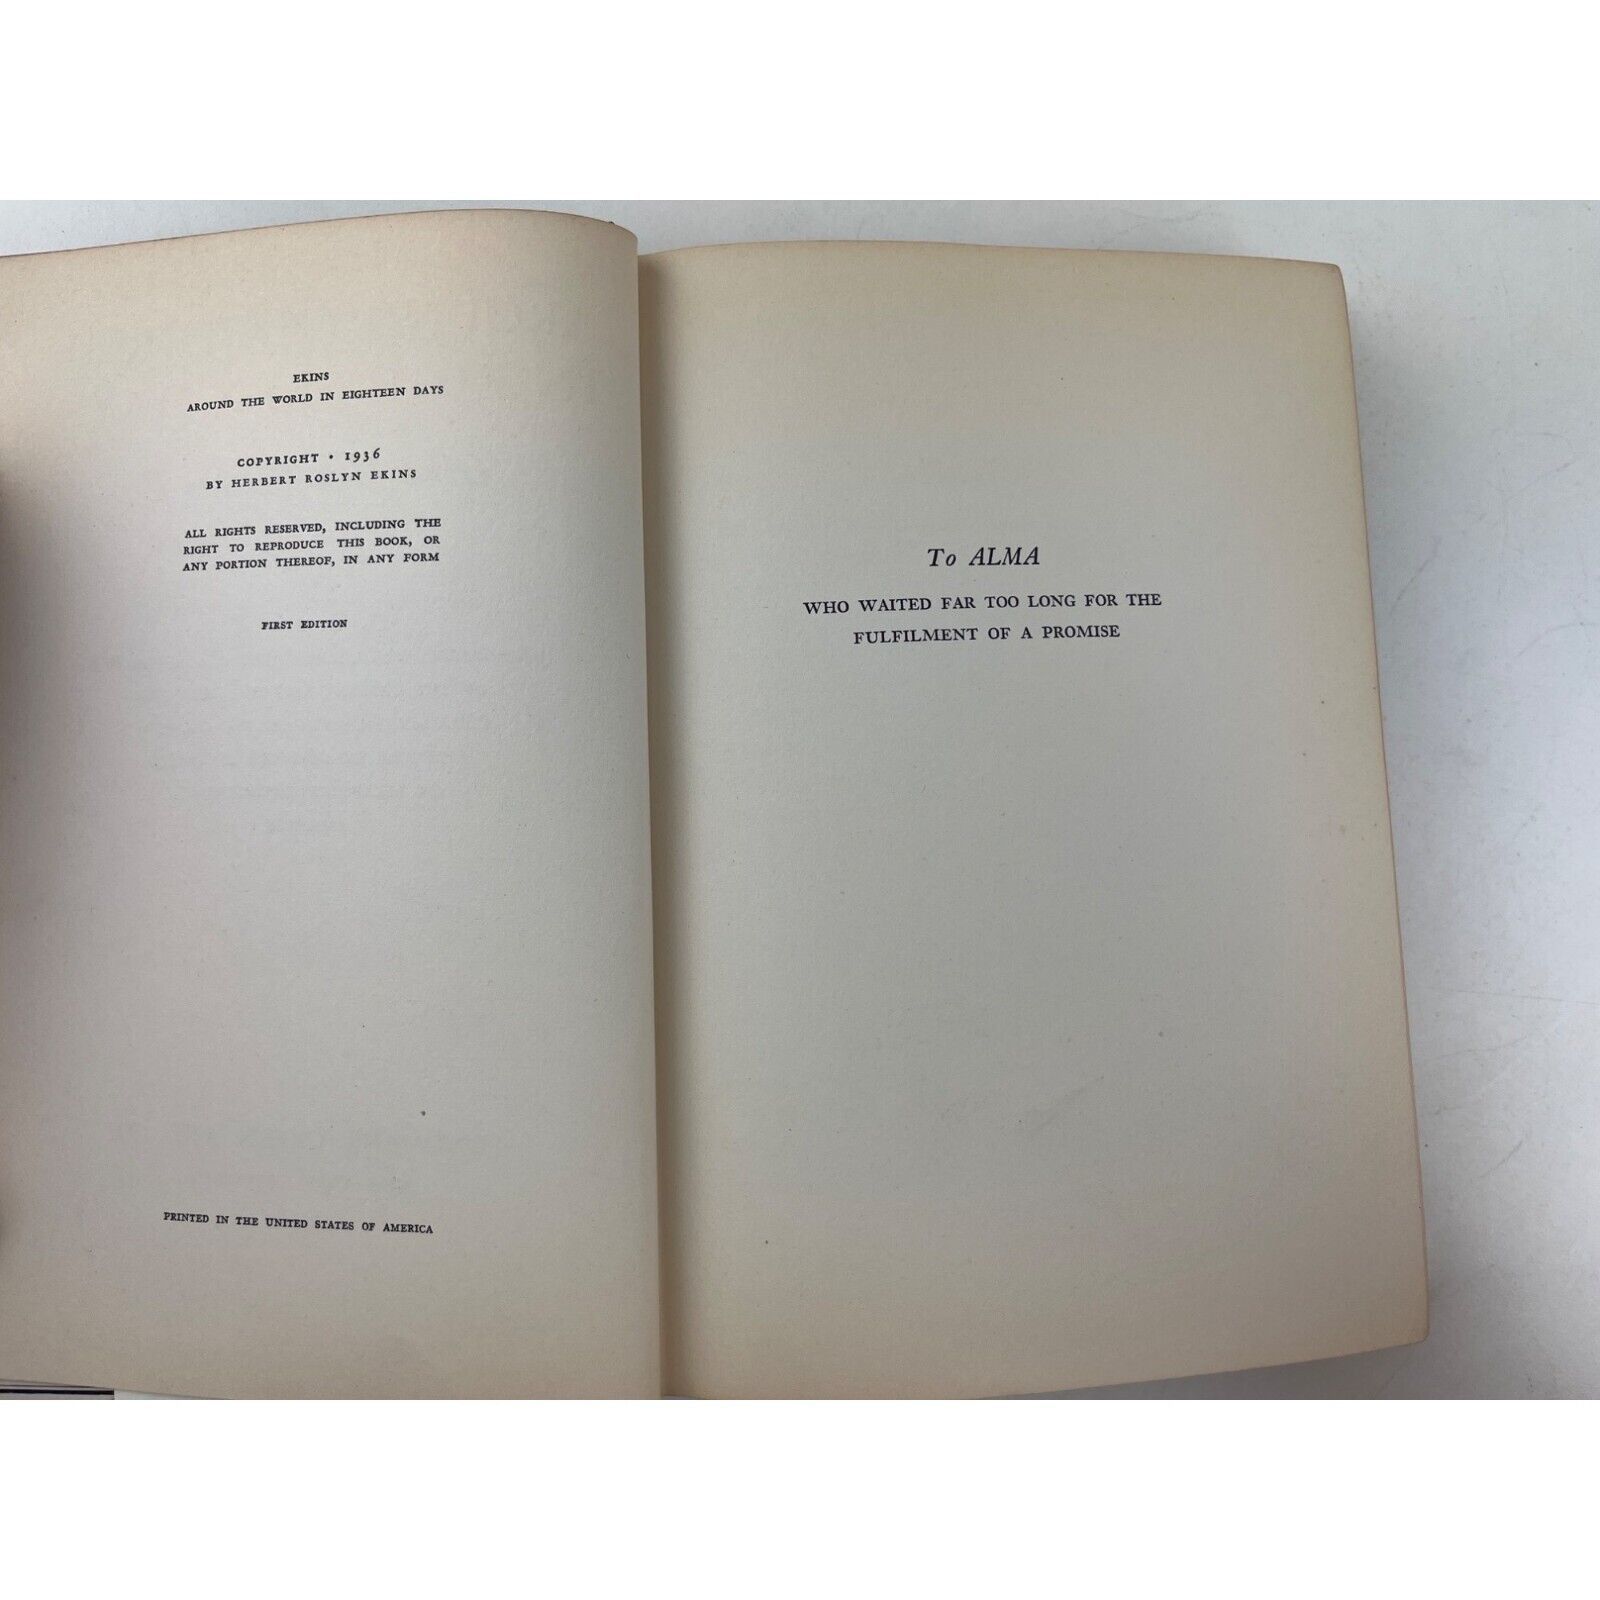 EKINS
AROUND THE WORLD IN EIGHTEEN DAYS
COPYRIGHT · 1936
BY HERBERT ROSLYN EKINS
ALL RIGHTS RESERVED, INCLUDING THE
RIGHT TO REPRODUCE THIS BOOK, OR
ANY PORTION THEREOF, IN ANY FORM
FIRST EDITION
PRINTED IN THE UNITED STATES OF AMERICA
To ALMA
WHO WAITED FAR TOO LONG FOR THE
FULFILMENT OF A PROMISE